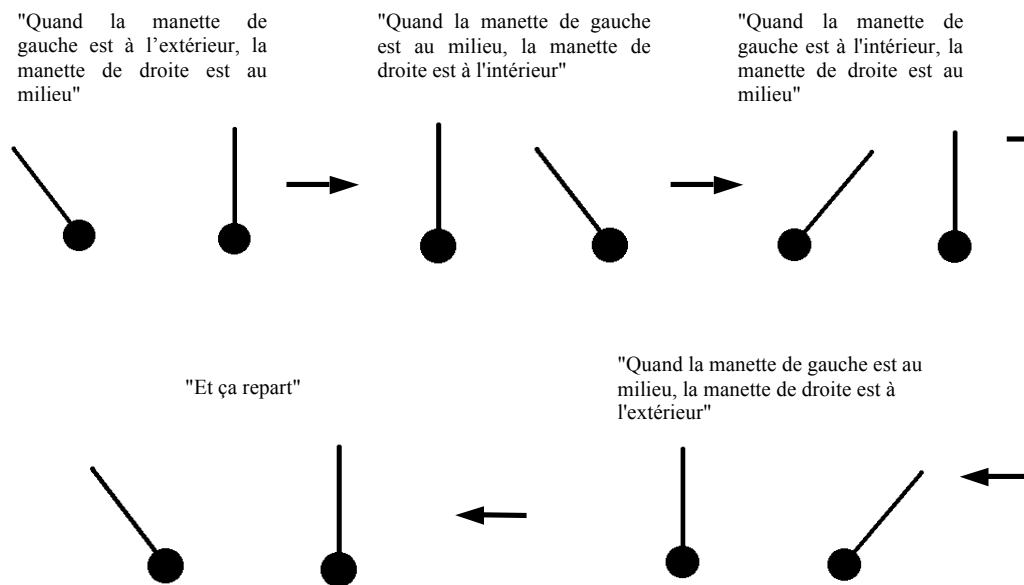 "Quand la manette de
gauche est à l’extérieur, la
manette de droite est au
milieu"
"Quand la manette de gauche
est au milieu, la manette de
droite est à l'intérieur"
"Quand la manette de
gauche est à l'intérieur, la
manette de droite est au
milieu"
"Quand la manette de gauche est au
milieu, la manette de droite est à
l'extérieur"
"Et ça repart"